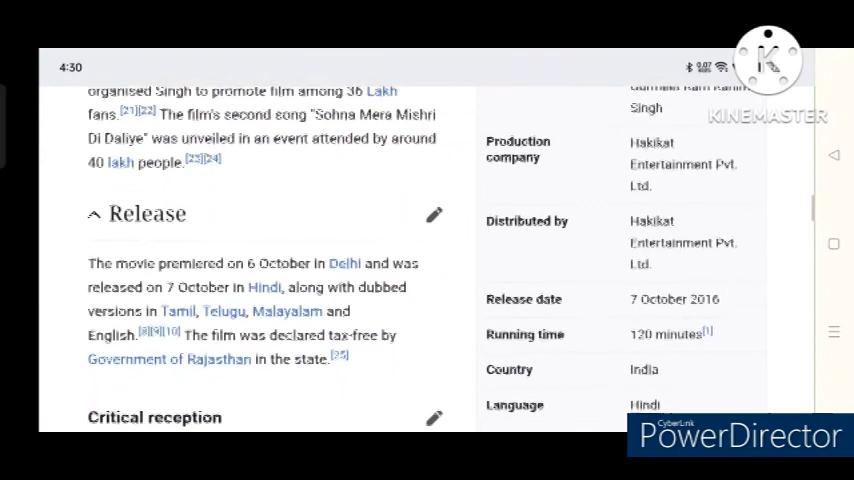 4:30
KINEMASTER
organised Singh to promote film among 36 Lakh
fans.[21][22] The film's second song "Sohna Mera Mishri
Di Daliye" was unveiled in an event attended by around
40 lakh people.[23][24]
Release
The movie premiered on 6 October in Delhi and was
released on 7 October in Hindi, along with dubbed
versions in Tamil, Telugu, Malayalam and
English.[8][9][10] The film was declared tax-free by
Government of Rajasthan in the state.[25]
Critical reception
Singh
Production company
Hakikat
Entertainment Pvt.
Ltd.
Distributed by
Hakikat
Entertainment Pvt.
Ltd.
Release date
7 October 2016
Running time
120 minutes[1]
Country
India
Language
Hindi
CyberLink
PowerDirector